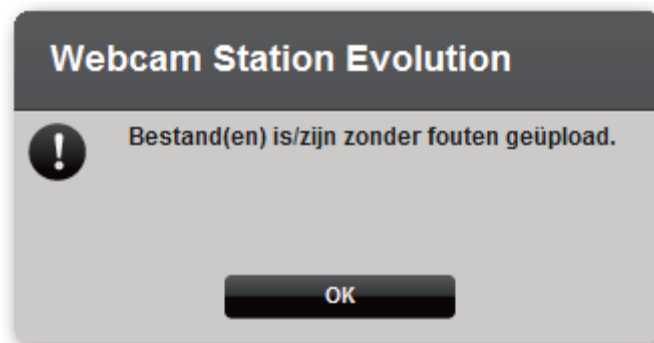 Webcam Station Evolution
Bestand(en) is/zijn zonder fouten geüpload.
OK